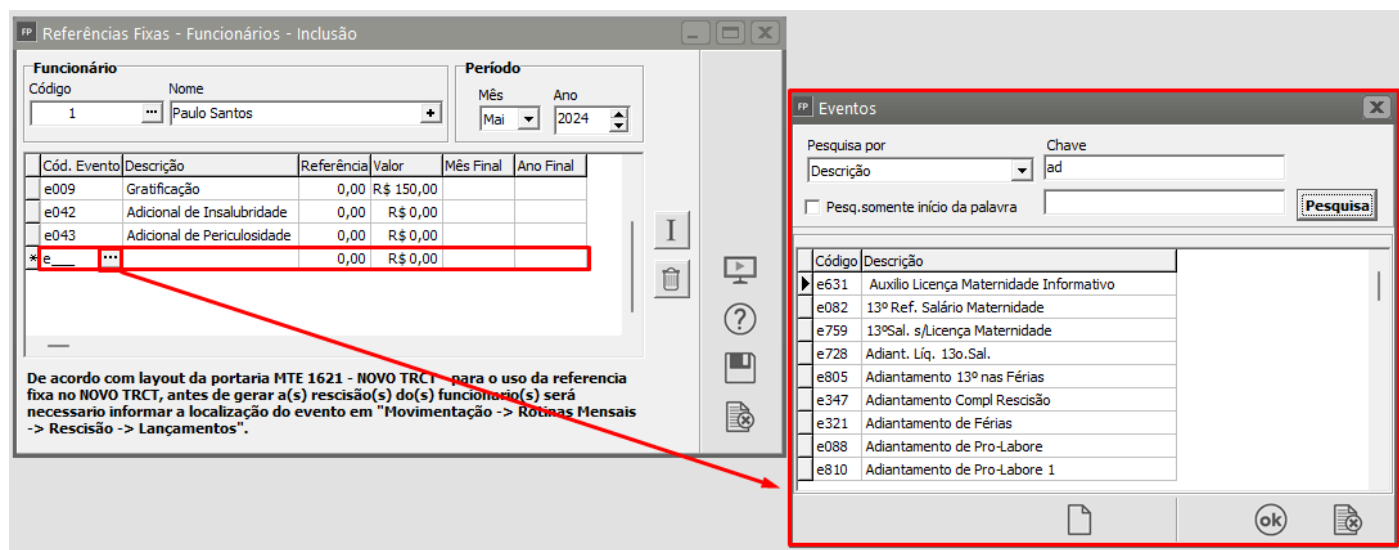 FP Referências Fixas - Funcionários - Inclusão
Funcionário
Código Nome
1 ... Paulo Santos +
Período
Mês Ano
Mai 2024
Cód. Evento Descrição Referência Valor Mês Final Ano Final
e009 Gratificação 0,00 R$ 150,00
e042 Adicional de Insalubridade 0,00 R$ 0,00
e043 Adicional de Periculosidade 0,00 R$ 0,00
* e___ ... 0,00 R$ 0,00
De acordo com layout da portaria MTE 1621 - NOVO TRCT - para o uso da referencia
fixa no NOVO TRCT, antes de gerar a(s) rescisão(s) do(s) funcionario(s) será
necessario informar a localização do evento em "Movimentação -> Rotinas Mensais
-> Rescisão -> Lançamentos".
FP Eventos
Pesquisa por Chave
Descrição ad
Pesq.somente início da palavra Pesquisa
Código Descrição
e631 Auxilio Licença Maternidade Informativo
e082 13º Ref. Salário Maternidade
e759 13ºSal. s/Licença Maternidade
e728 Adiant. Líq. 13o.Sal.
e805 Adiantamento 13º nas Férias
e347 Adiantamento Compl Rescisão
e321 Adiantamento de Férias
e088 Adiantamento de Pro-Labore
e810 Adiantamento de Pro-Labore 1
ok